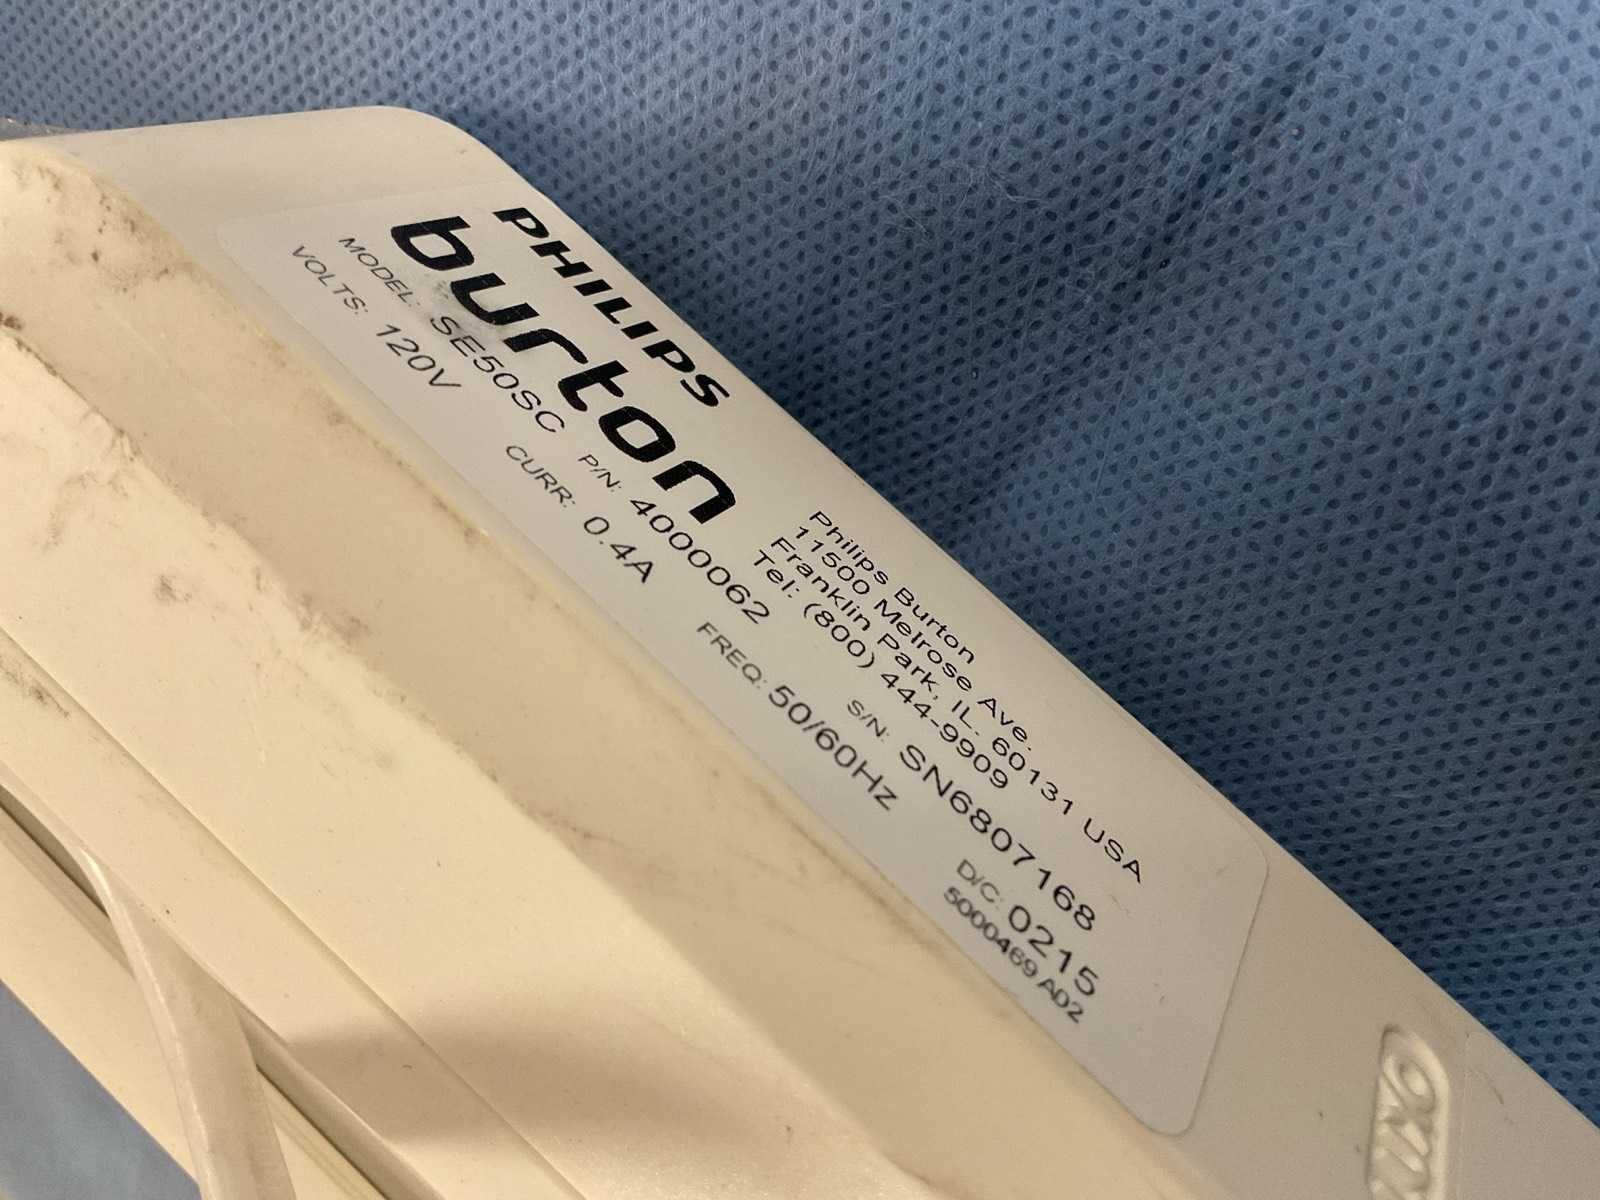 PHILIPS
burton
Philips Burton
11500 Melrose Ave.
Franklin Park, IL. 60131 USA
Tel: (800) 444-9909
MODEL: SE50SC P/N: 4000062 S/N: SN6807168
VOLTS: 120V CURR: 0.4A FREQ: 50/60Hz D/C: 0215
5000469/AD2